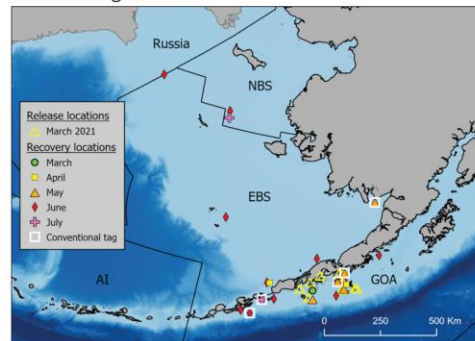 Russia
NBS
Release locations
March 2021
Recovery locations
March
April
May
June
July
Conventional tag
EBS
AI
GOA
0 250 500 Km